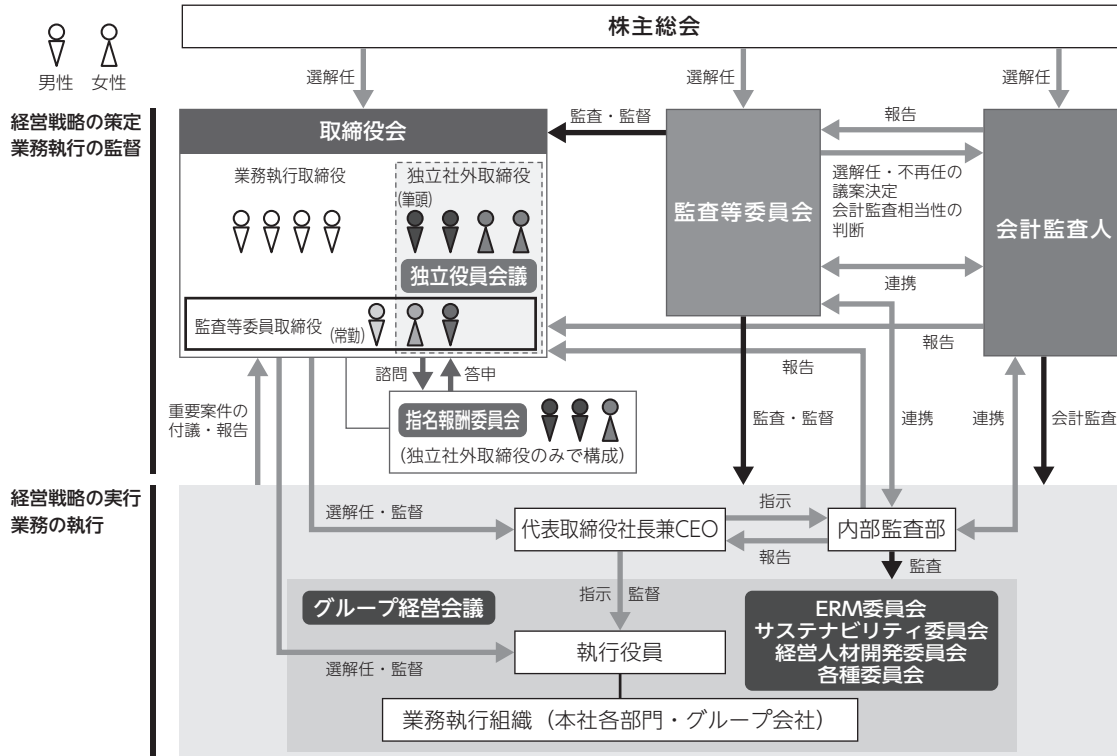 株主総会
男性 女性
選解任
選解任
選解任
経営戦略の策定
業務執行の監督
取締役会
監査・監督
報告
業務執行取締役
独立社外取締役
(筆頭)
監査等委員会
選解任・不再任の
議案決定
会計監査相当性の
判断
会計監査人
独立役員会議
連携
監査等委員取締役
(常勤)
報告
報告
諮問
答申
重要案件の
付議・報告
指名報酬委員会
(独立社外取締役のみで構成)
監査・監督
連携
連携
会計監査
経営戦略の実行
業務の執行
選解任・監督
代表取締役社長兼CEO
指示
報告
内部監査部
監査
指示 監督
グループ経営会議
ERM委員会
サステナビリティ委員会
経営人材開発委員会
各種委員会
執行役員
選解任・監督
業務執行組織（本社各部門・グループ会社）